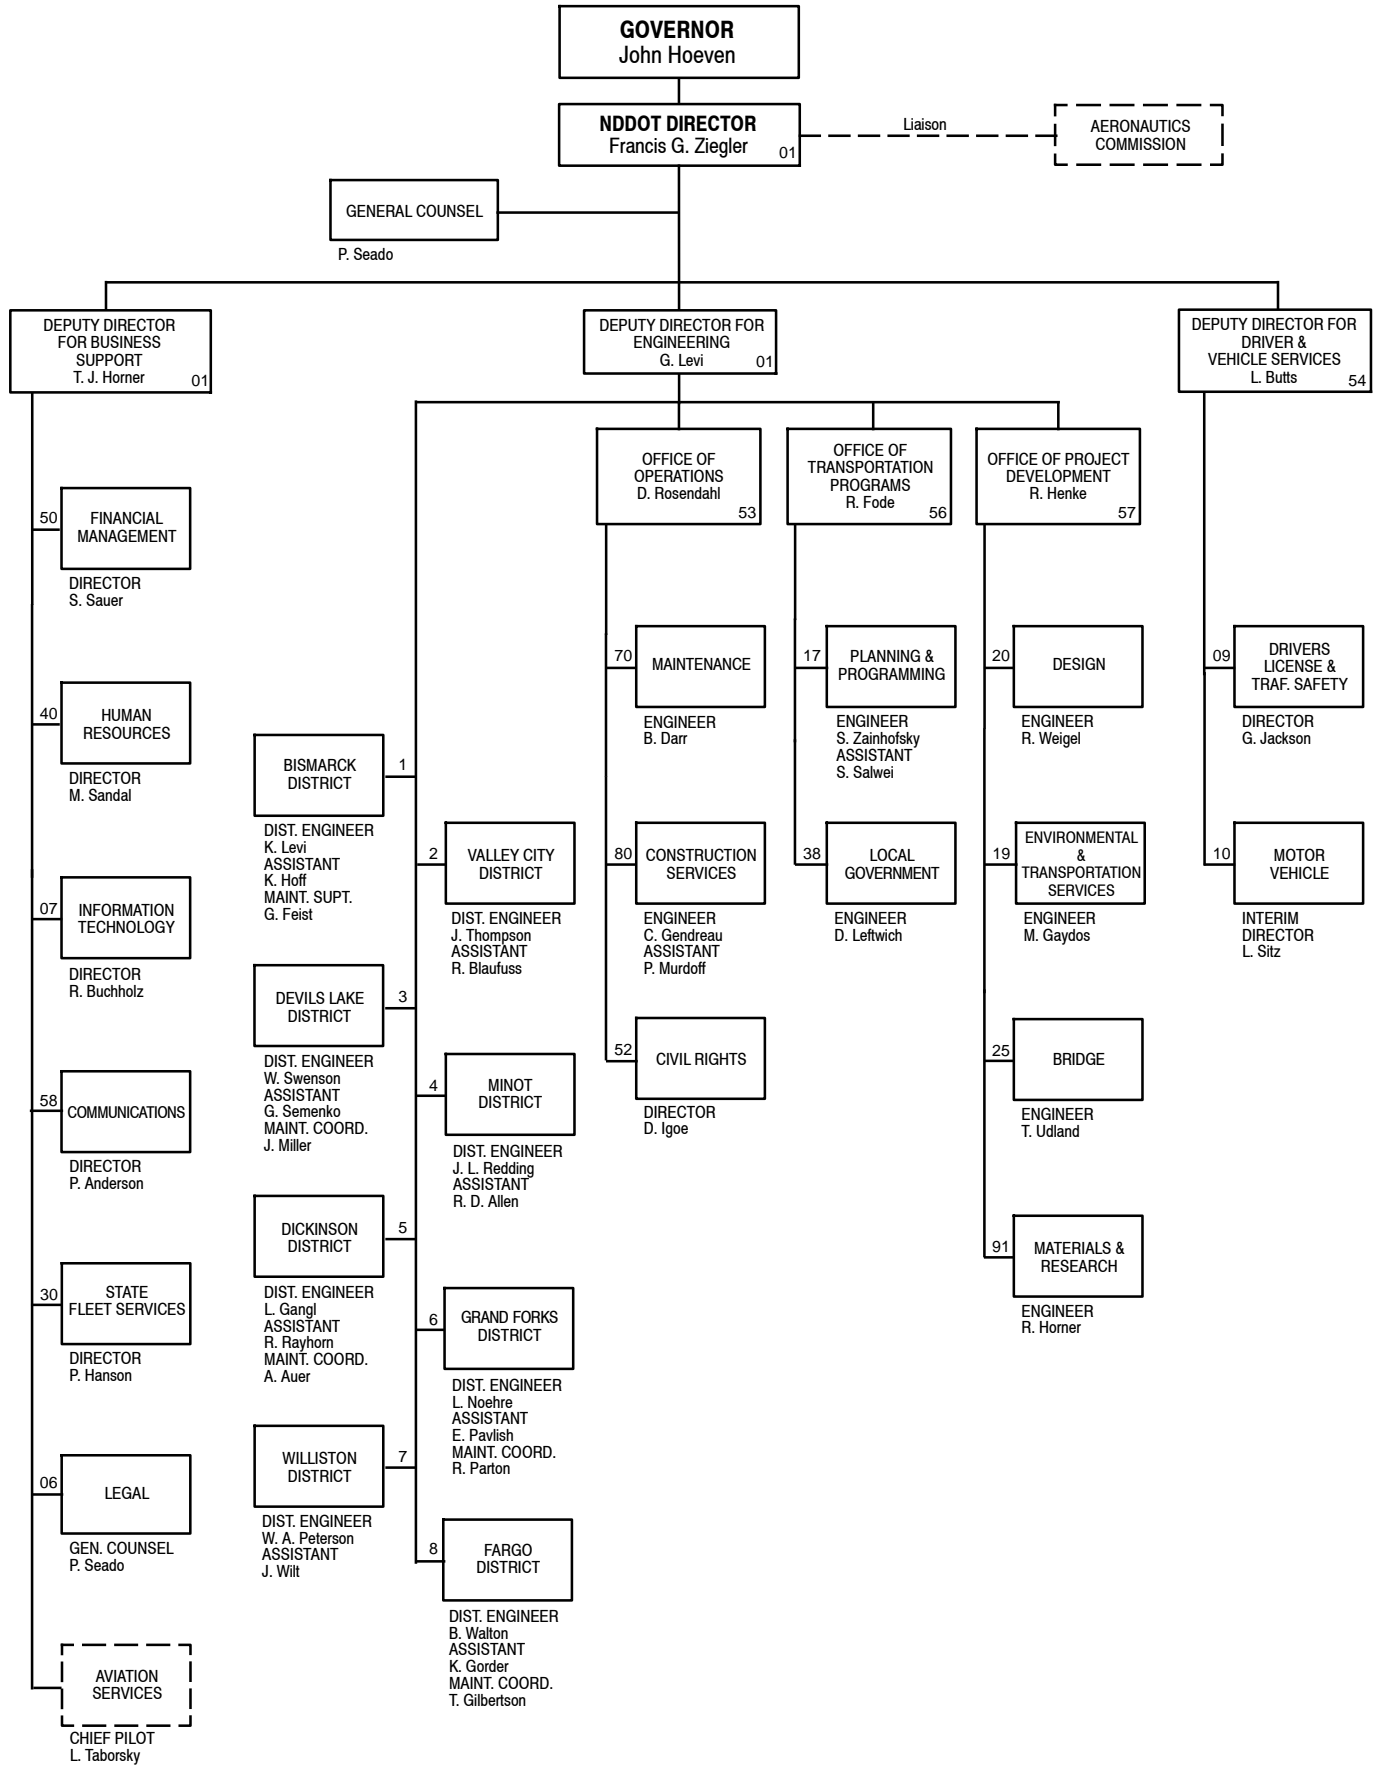 GOVERNOR
John Hoeven
NDDOT DIRECTOR
Francis G. Ziegler
01
Liaison
AERONAUTICS
COMMISSION
GENERAL COUNSEL
P. Seado
DEPUTY DIRECTOR
FOR BUSINESS
SUPPORT
T. J. Horner
01
50
FINANCIAL
MANAGEMENT
DIRECTOR
S. Sauer
40
HUMAN
RESOURCES
DIRECTOR
M. Sandal
07
INFORMATION
TECHNOLOGY
DIRECTOR
R. Buchholz
58
COMMUNICATIONS
DIRECTOR
P. Anderson
30
STATE
FLEET SERVICES
DIRECTOR
P. Hanson
06
LEGAL
GEN. COUNSEL
P. Seado
AVIATION
SERVICES
CHIEF PILOT
L. Taborsky
DEPUTY DIRECTOR FOR
ENGINEERING
G. Levi
01
1
BISMARCK
DISTRICT
DIST. ENGINEER
K. Levi
ASSISTANT
K. Hoff
MAINT. SUPT.
G. Feist
2
VALLEY CITY
DISTRICT
DIST. ENGINEER
J. Thompson
ASSISTANT
R. Blaufuss
3
DEVILS LAKE
DISTRICT
DIST. ENGINEER
W. Swenson
ASSISTANT
G. Semenko
MAINT. COORD.
J. Miller
4
MINOT
DISTRICT
DIST. ENGINEER
J. L. Redding
ASSISTANT
R. D. Allen
5
DICKINSON
DISTRICT
DIST. ENGINEER
L. Gangl
ASSISTANT
R. Rayhorn
MAINT. COORD.
A. Auer
6
GRAND FORKS
DISTRICT
DIST. ENGINEER
L. Noehre
ASSISTANT
E. Pavlish
MAINT. COORD.
R. Parton
7
WILLISTON
DISTRICT
DIST. ENGINEER
W. A. Peterson
ASSISTANT
J. Wilt
8
FARGO
DISTRICT
DIST. ENGINEER
B. Walton
ASSISTANT
K. Gorder
MAINT. COORD.
T. Gilbertson
OFFICE OF
OPERATIONS
D. Rosendahl
53
70
MAINTENANCE
ENGINEER
B. Darr
80
CONSTRUCTION
SERVICES
ENGINEER
C. Gendreau
ASSISTANT
P. Murdoff
52
CIVIL RIGHTS
DIRECTOR
D. Igoe
OFFICE OF
TRANSPORTATION
PROGRAMS
R. Fode
56
17
PLANNING &
PROGRAMMING
ENGINEER
S. Zainhofsky
ASSISTANT
S. Salwei
38
LOCAL
GOVERNMENT
ENGINEER
D. Leftwich
OFFICE OF PROJECT
DEVELOPMENT
R. Henke
57
20
DESIGN
ENGINEER
R. Weigel
19
ENVIRONMENTAL
&
TRANSPORTATION
SERVICES
ENGINEER
M. Gaydos
25
BRIDGE
ENGINEER
T. Udland
91
MATERIALS &
RESEARCH
ENGINEER
R. Horner
DEPUTY DIRECTOR FOR
DRIVER &
VEHICLE SERVICES
L. Butts
54
09
DRIVERS
LICENSE &
TRAF. SAFETY
DIRECTOR
G. Jackson
10
MOTOR
VEHICLE
INTERIM
DIRECTOR
L. Sitz